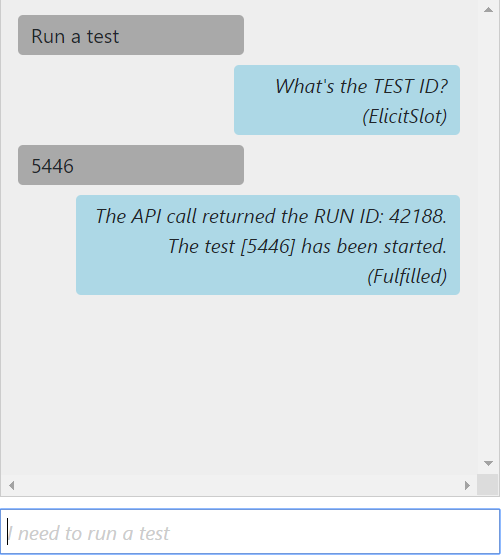 Run a test
What's the TEST ID?
(ElicitSlot)
5446
The API call returned the RUN ID: 42188.
The test [5446] has been started.
(Fulfilled)
I need to run a test